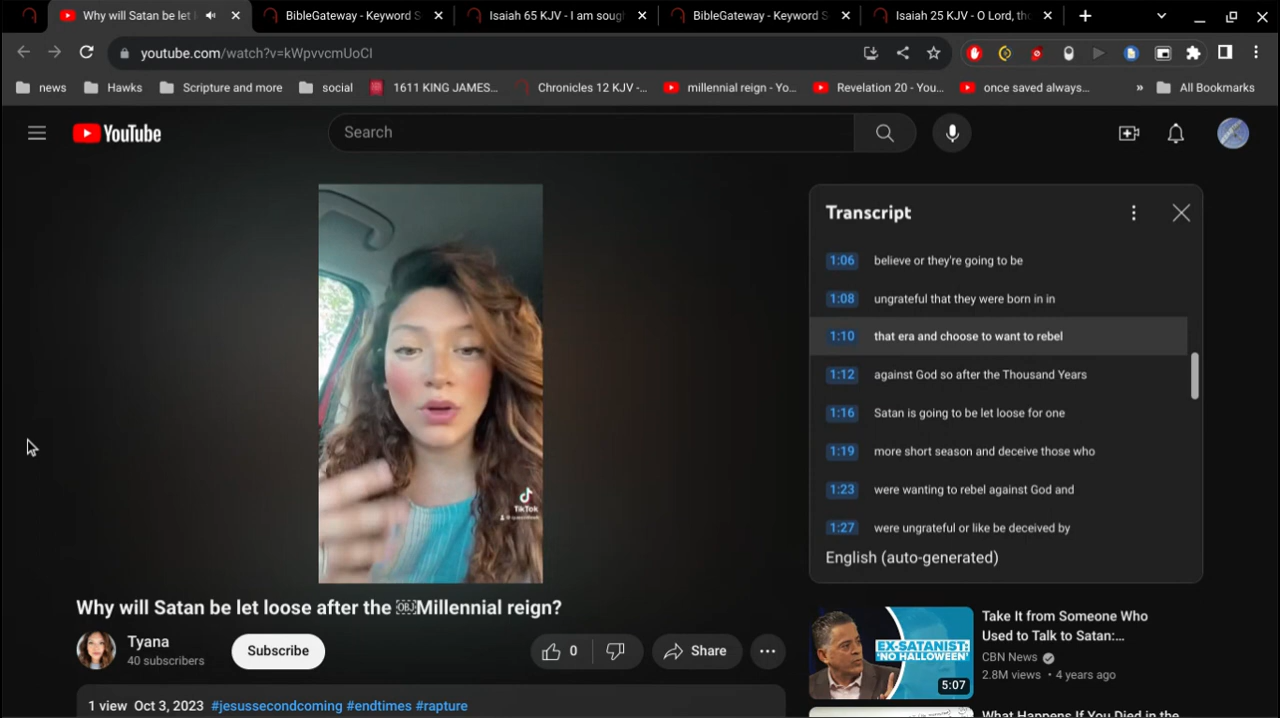 Why will Satan be let
BibleGateway - Keyword S
Isaiah 65 KJV - I am soug
BibleGateway - Keyword S
Isaiah 25 KJV - O Lord, th
youtube.com/watch?v=kWpvvcmUoCI
news
Hawks
Scripture and more
social
1611 KING JAMES...
Chronicles 12 KJV -...
millennial reign - Yo...
Revelation 20 - You...
once saved always...
»
All Bookmarks
YouTube
Search
Transcript
1:06 believe or they're going to be
1:08 ungrateful that they were born in in
1:10 that era and choose to want to rebel
1:12 against God so after the Thousand Years
1:16 Satan is going to be let loose for one
1:19 more short season and deceive those who
1:23 were wanting to rebel against God and
1:27 were ungrateful or like be deceived by
English (auto-generated)
TikTok
Why will Satan be let loose after the OBJ Millennial reign?
Tyana
40 subscribers
Subscribe
0
Share
1 view Oct 3, 2023 #jesussecondcoming #endtimes #rapture
EX-SATANIST:
'NO HALLOWEEN'
5:07
Take It from Someone Who
Used to Talk to Satan:...
CBN News
2.8M views • 4 years ago
What Happens If You Died in the